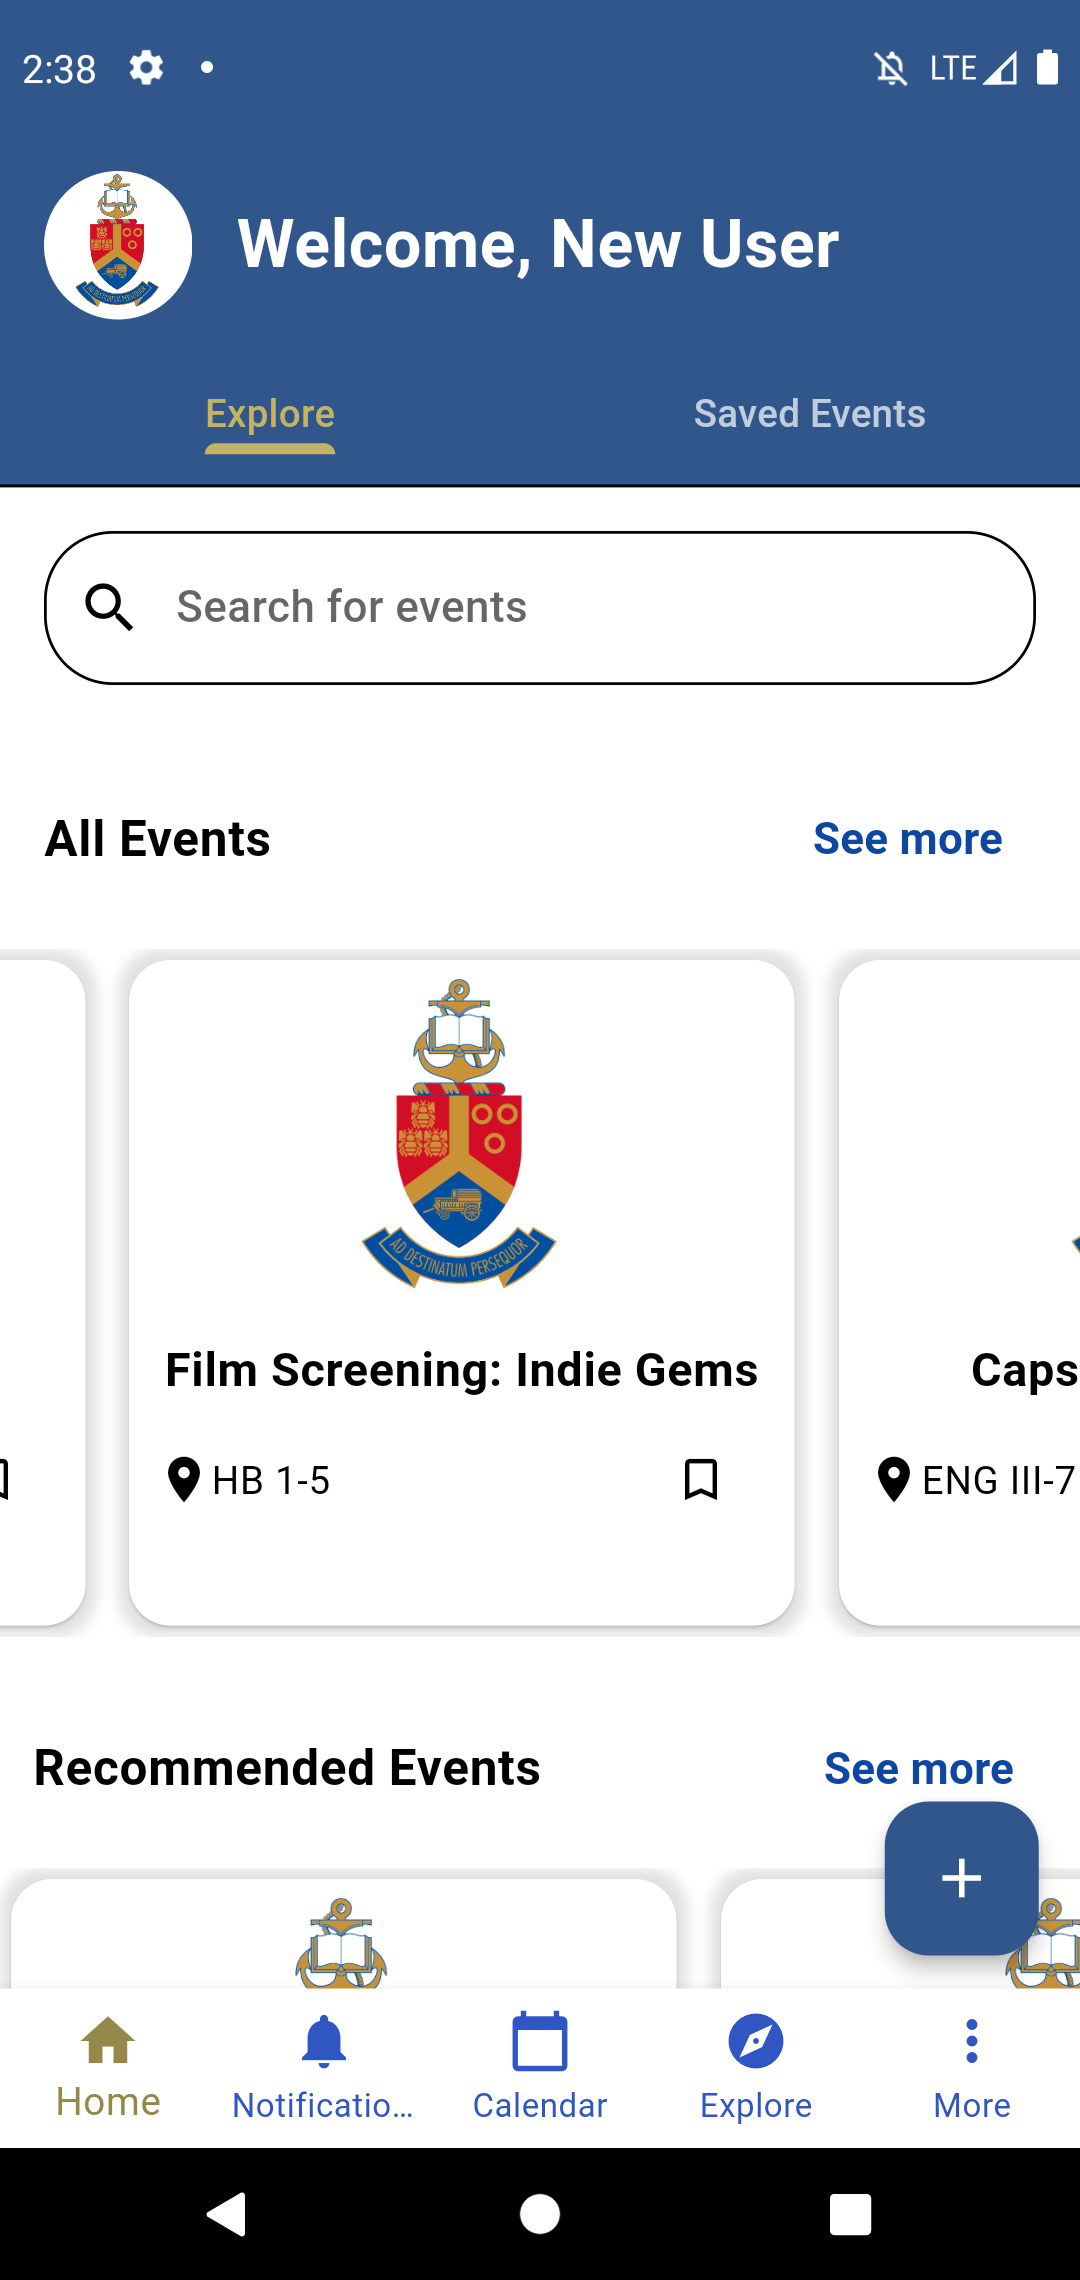 2:38
LTE
Welcome, New User
Explore
Saved Events
Search for events
All Events
See more
AD DESTINATUM PERSEQUOR
Film Screening: Indie Gems
Caps
HB 1-5
ENG III-7
Recommended Events
See more
Home
Notificatio...
Calendar
Explore
More